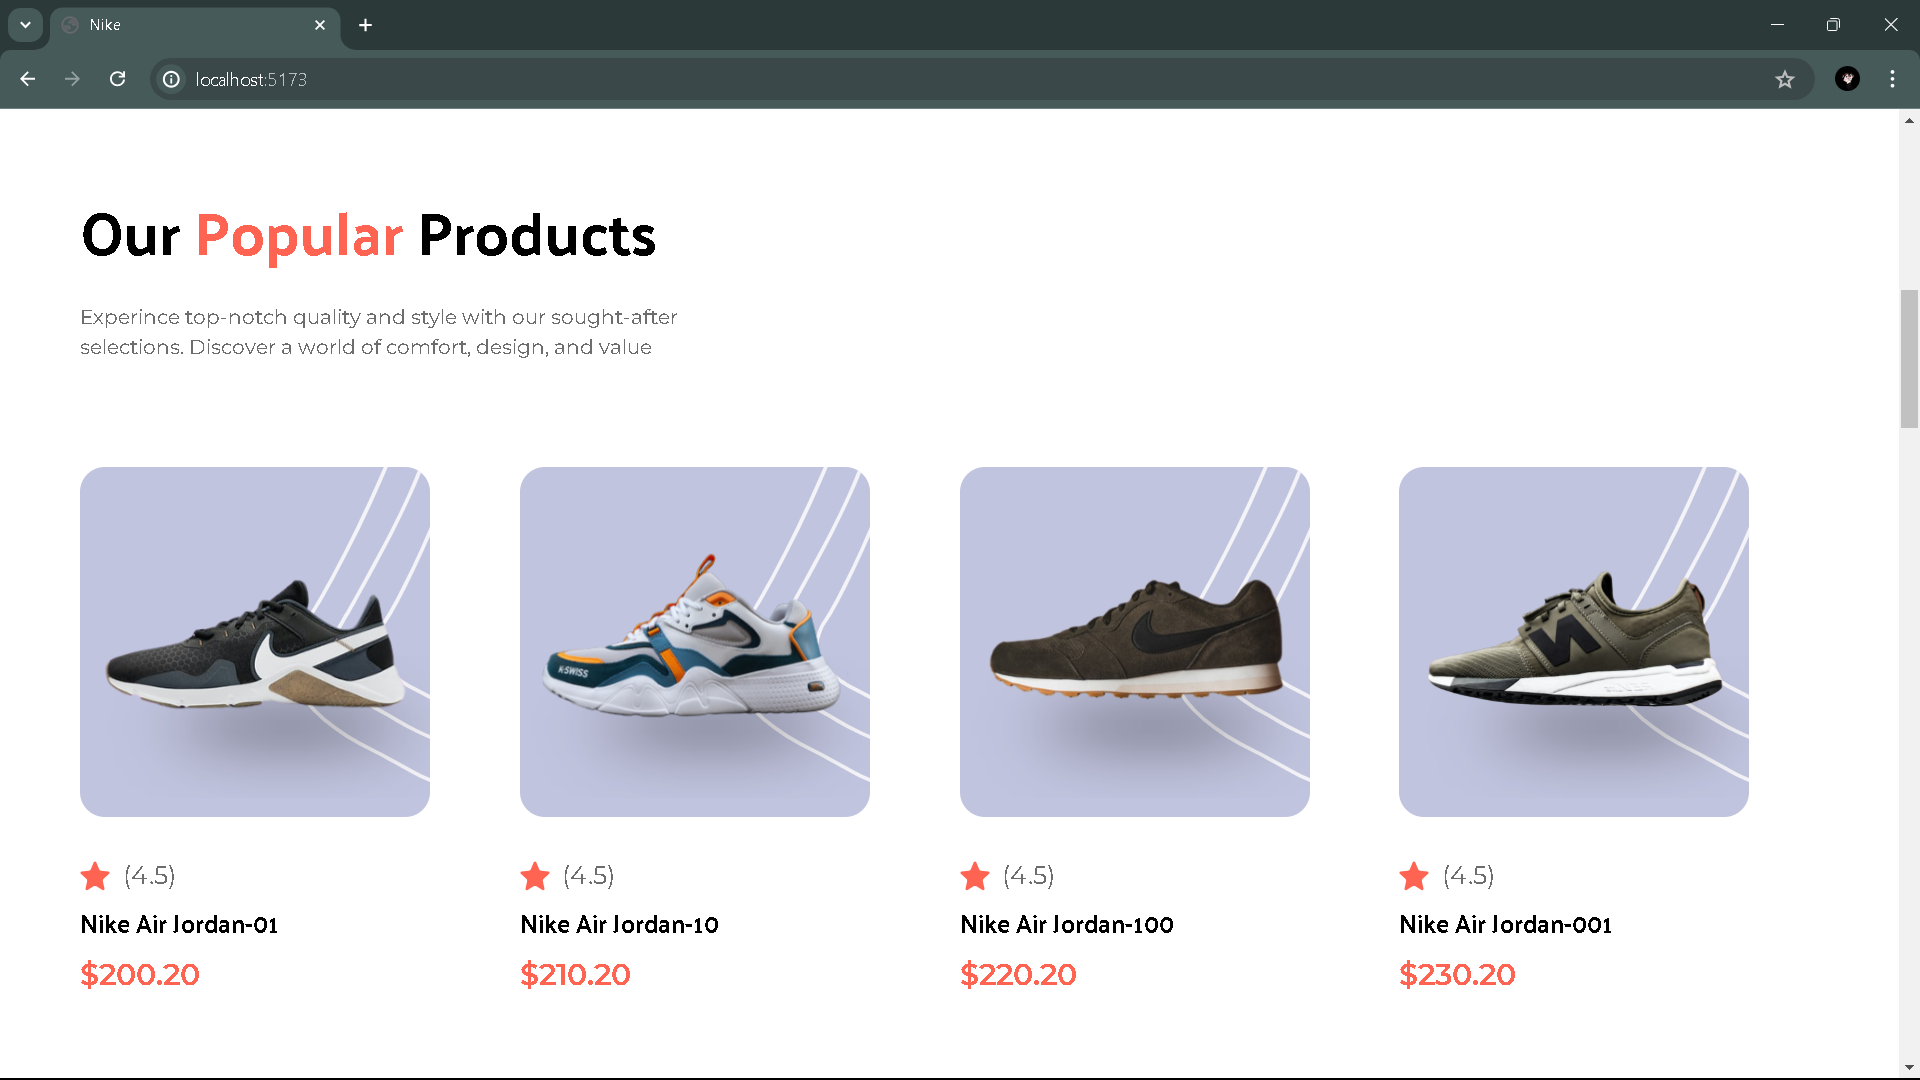 Nike
localhost:5173
Our Popular Products
Experince top-notch quality and style with our sought-after
selections. Discover a world of comfort, design, and value
K-SWISS
N
(4.5)
Nike Air Jordan-01
$200.20
(4.5)
Nike Air Jordan-10
$210.20
(4.5)
Nike Air Jordan-100
$220.20
(4.5)
Nike Air Jordan-001
$230.20